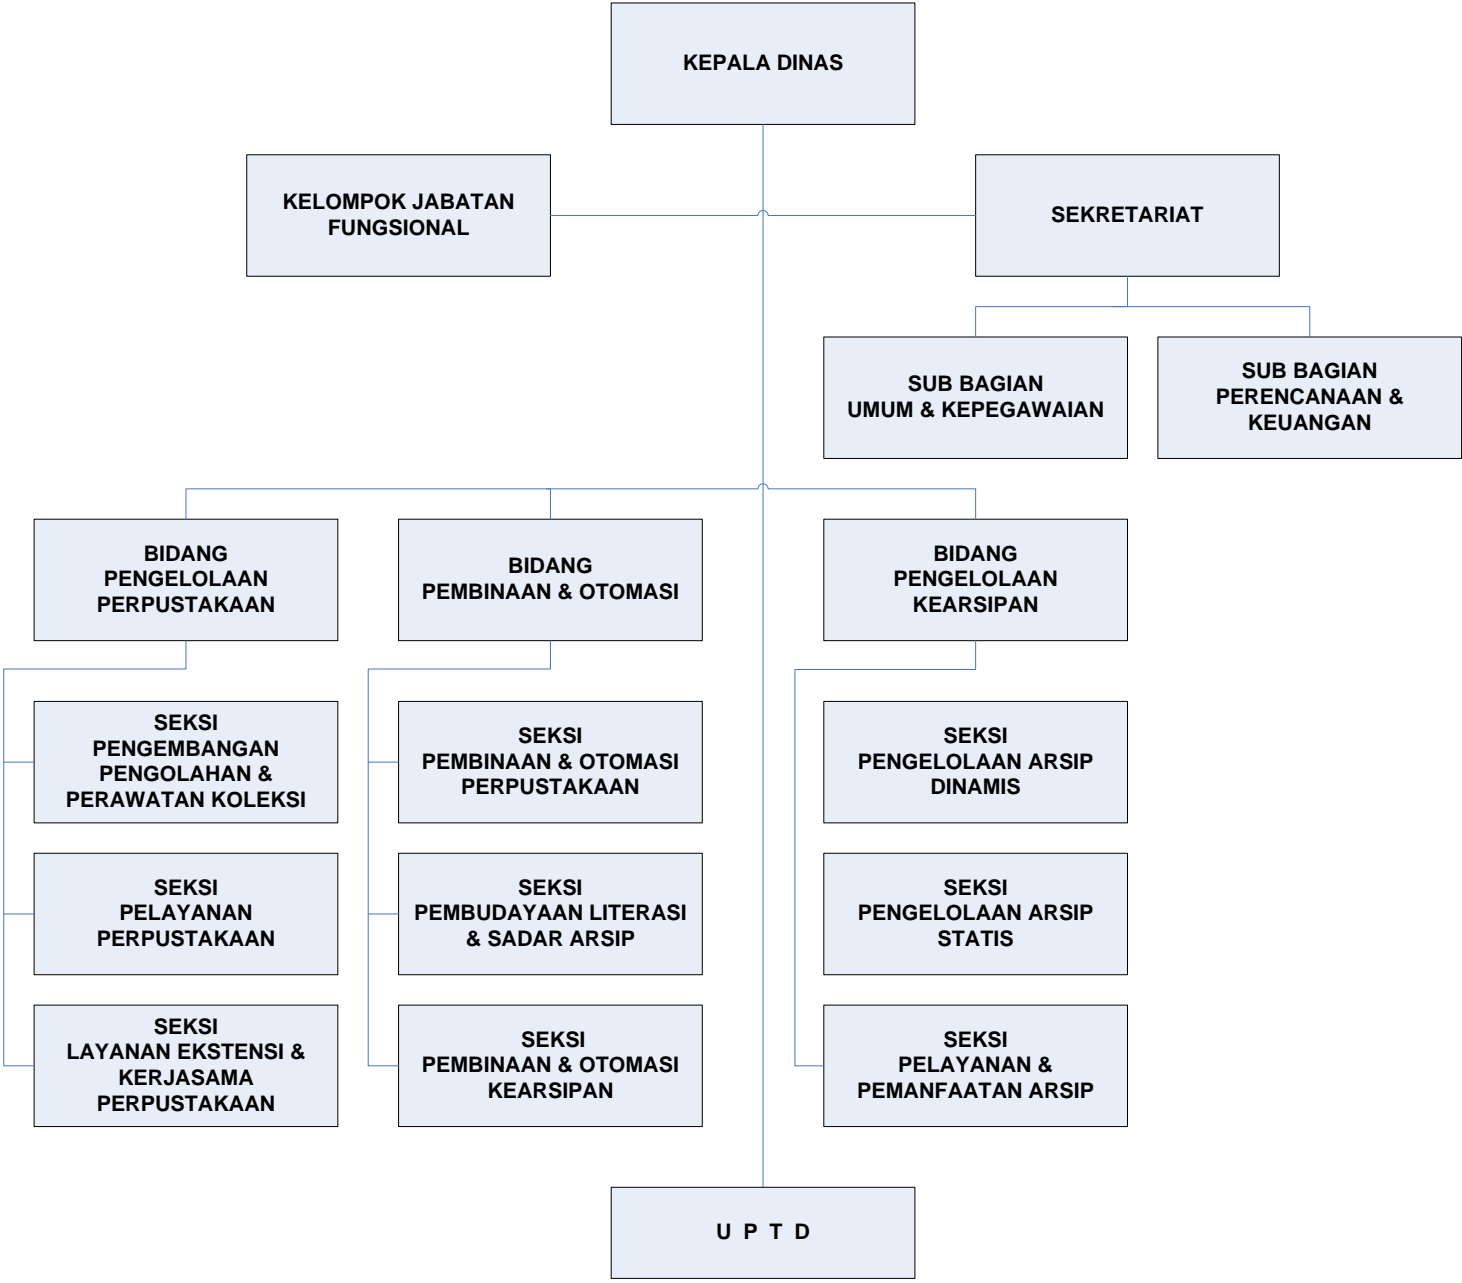 KEPALA DINAS
KELOMPOK JABATAN
FUNGSIONAL
SEKRETARIAT
SUB BAGIAN
UMUM & KEPEGAWAIAN
SUB BAGIAN
PERENCANAAN &
KEUANGAN
BIDANG
PENGELOLAAN
PERPUSTAKAAN
BIDANG
PEMBINAAN & OTOMASI
BIDANG
PENGELOLAAN
KEARSIPAN
SEKSI
PENGEMBANGAN
PENGOLAHAN &
PERAWATAN KOLEKSI
SEKSI
PEMBINAAN & OTOMASI
PERPUSTAKAAN
SEKSI
PENGELOLAAN ARSIP
DINAMIS
SEKSI
PELAYANAN
PERPUSTAKAAN
SEKSI
PEMBUDAYAAN LITERASI
& SADAR ARSIP
SEKSI
PENGELOLAAN ARSIP
STATIS
SEKSI
LAYANAN EKSTENSI &
KERJASAMA
PERPUSTAKAAN
SEKSI
PEMBINAAN & OTOMASI
KEARSIPAN
SEKSI
PELAYANAN &
PEMANFAATAN ARSIP
U P T D